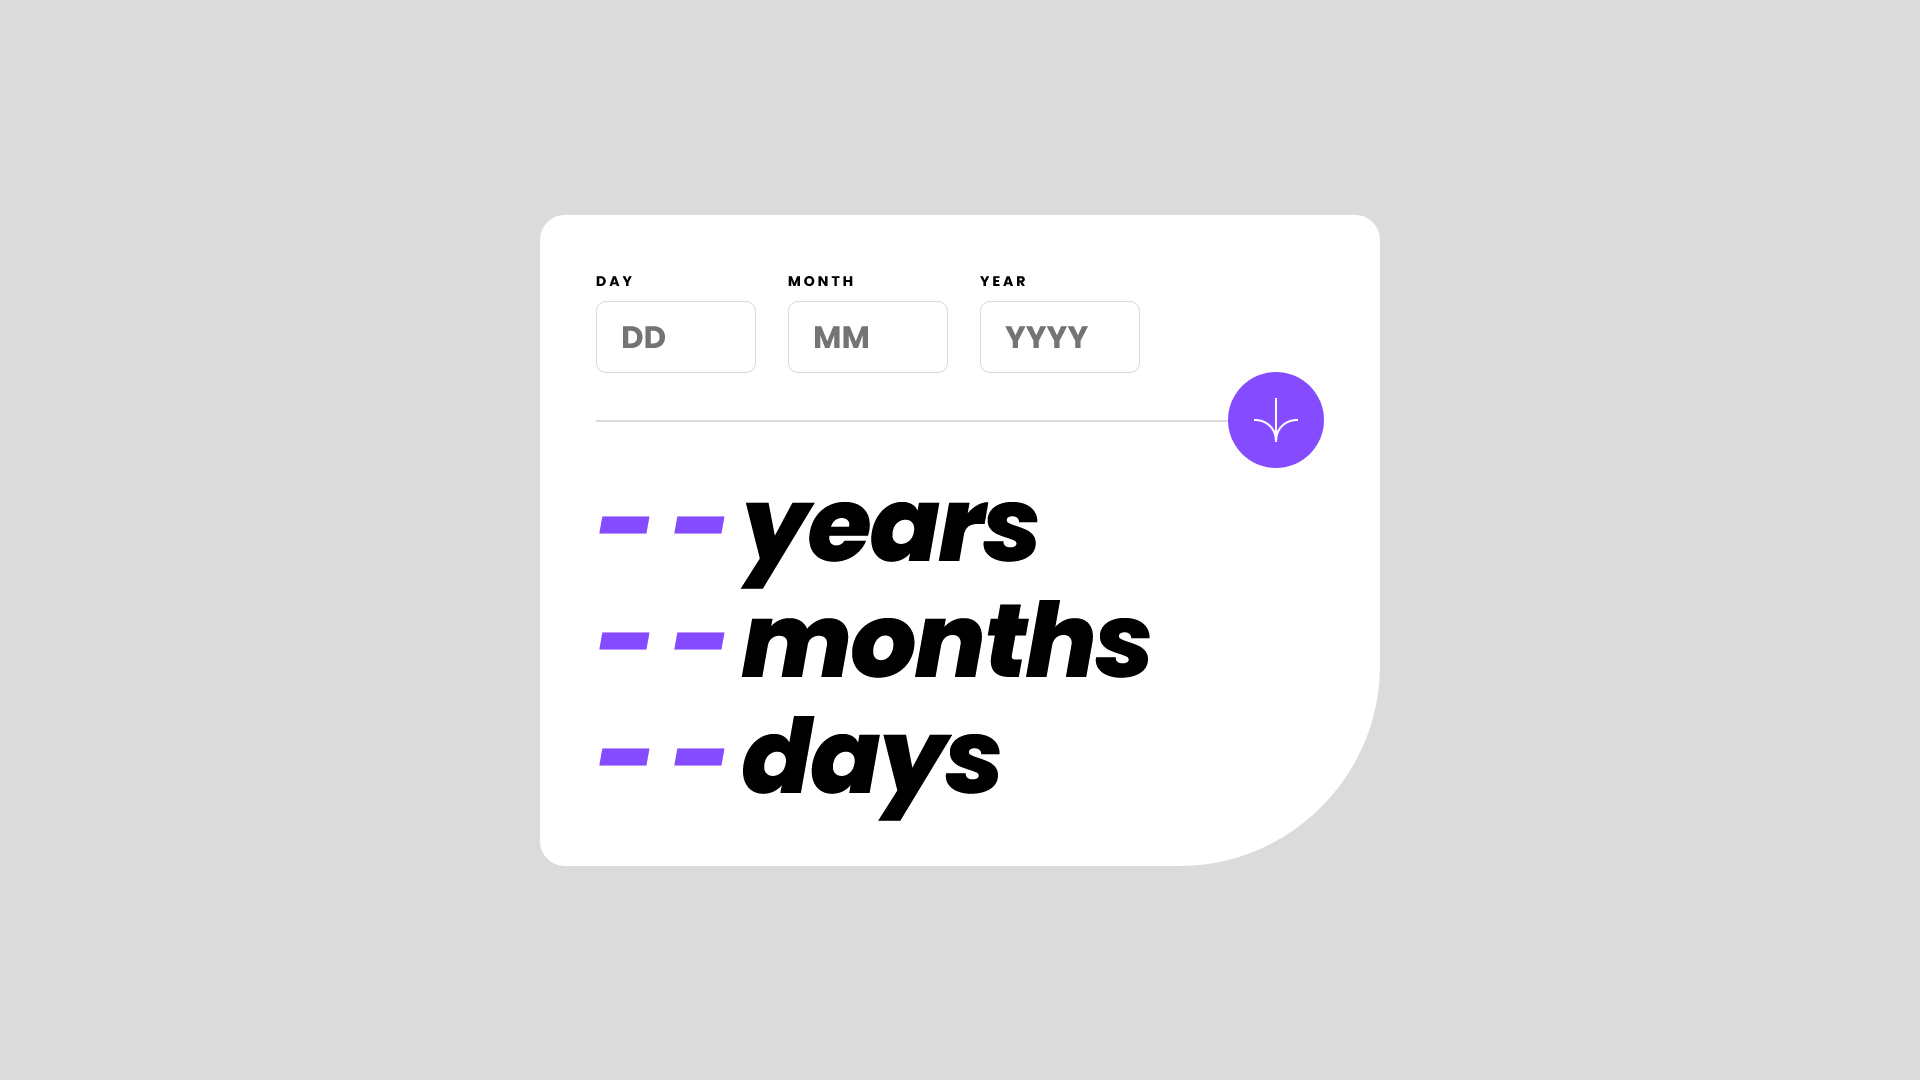 DAY MONTH YEAR
DD MM YYYY
- - years
- - months
- - days